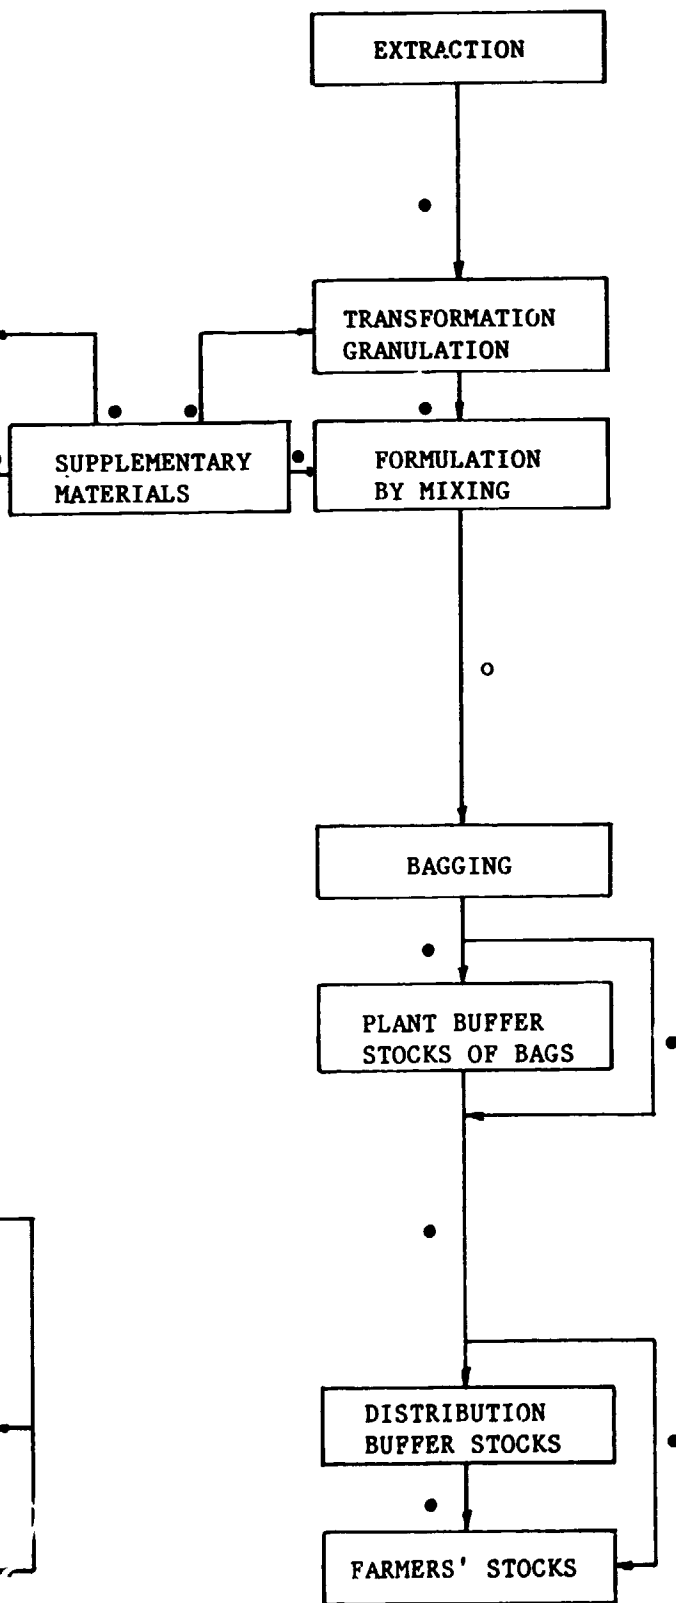 EXTRACTION
TRANSFORMATION
GRANULATION
SUPPLEMENTARY
MATERIALS
FORMULATION
BY MIXING
BAGGING
PLANT BUFFER
STOCKS OF BAGS
DISTRIBUTION
BUFFER STOCKS
FARMERS' STOCKS